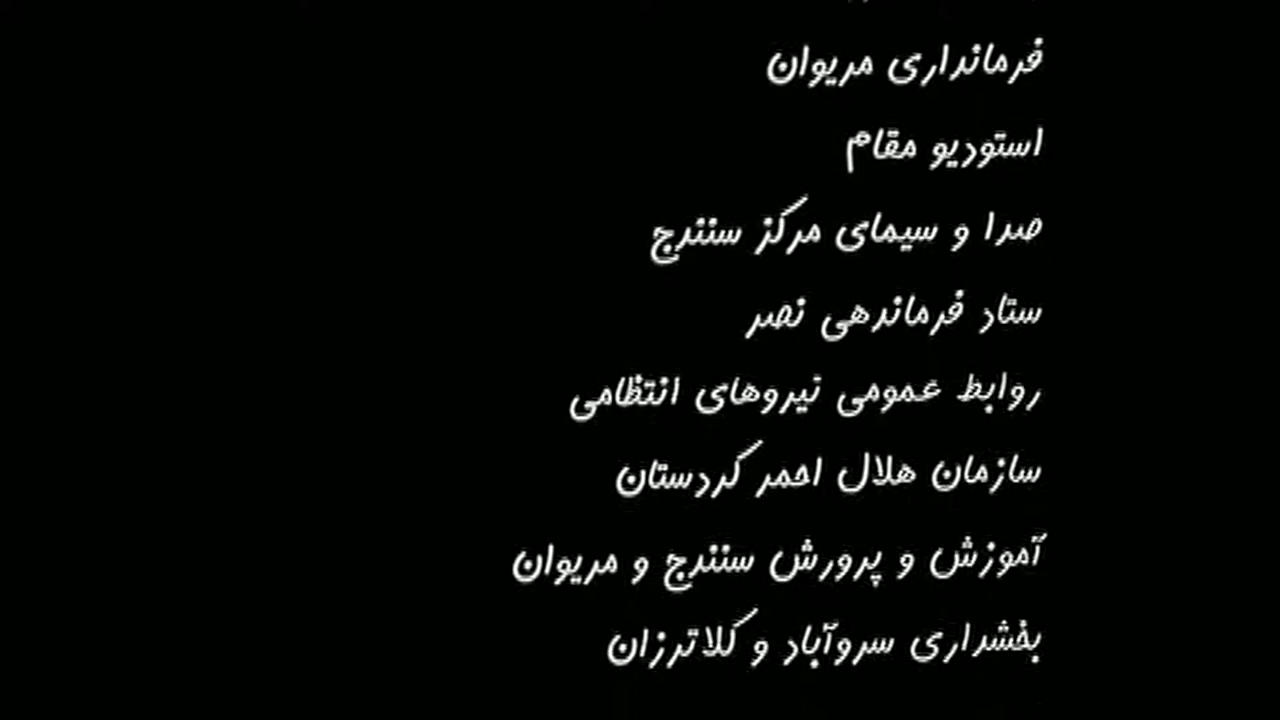 فرمانداری مریوان
استودیو مقام
صدا و سیمای مرکز سنندج
ستاد فرماندهی نصر
روابط عمومی نیروهای انتظامی
سازمان هلال احمر کردستان
آموزش و پرورش سنندج و مریوان
بخشداری سروآباد و کلاترزان